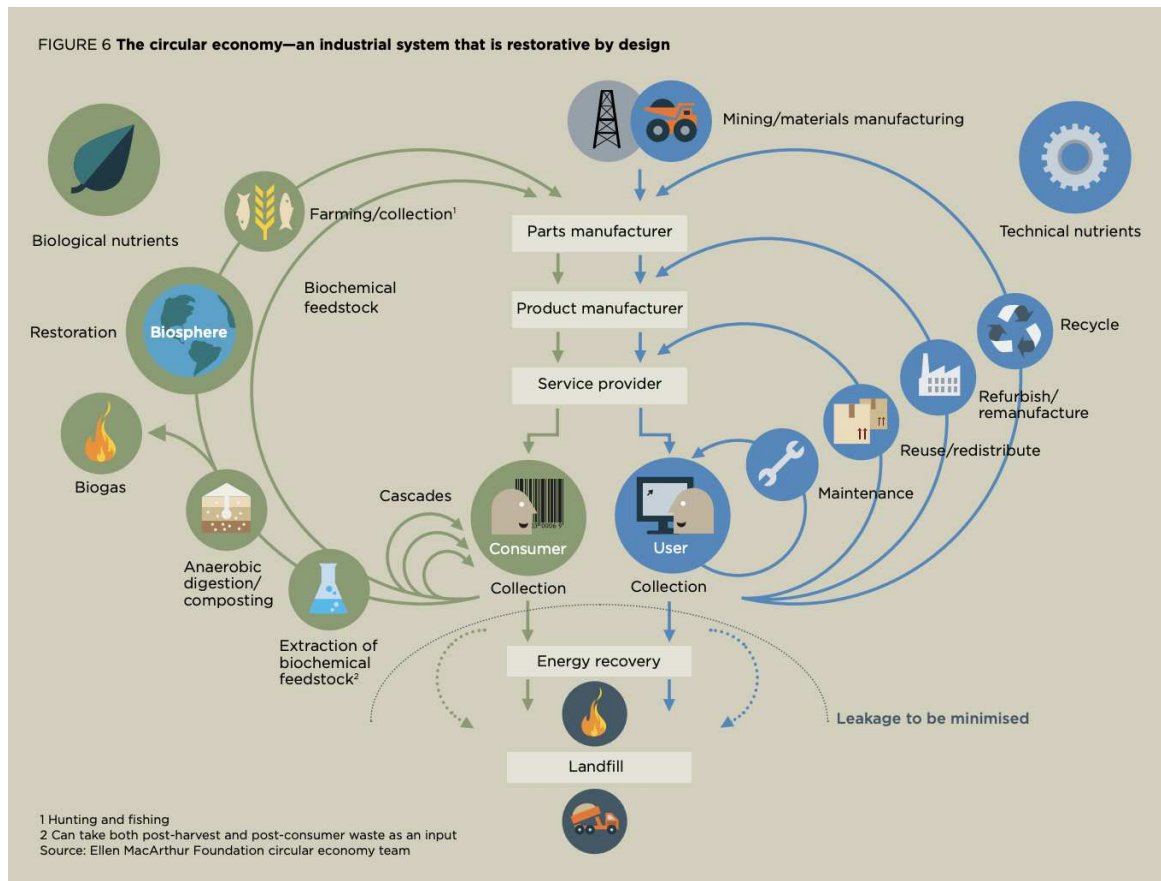 FIGURE 6 The circular economy—an industrial system that is restorative by design
Mining/materials manufacturing
Biological nutrients
Farming/collection¹
Parts manufacturer
Technical nutrients
Biochemical
feedstock
Product manufacturer
Restoration
Biosphere
Recycle
Service provider
Refurbish/
remanufacture
Reuse/redistribute
Biogas
Cascades
Maintenance
Consumer
User
Anaerobic
digestion/
composting
Collection
Collection
Extraction of
biochemical
feedstock²
Energy recovery
Leakage to be minimised
Landfill
1 Hunting and fishing
2 Can take both post-harvest and post-consumer waste as an input
Source: Ellen MacArthur Foundation circular economy team